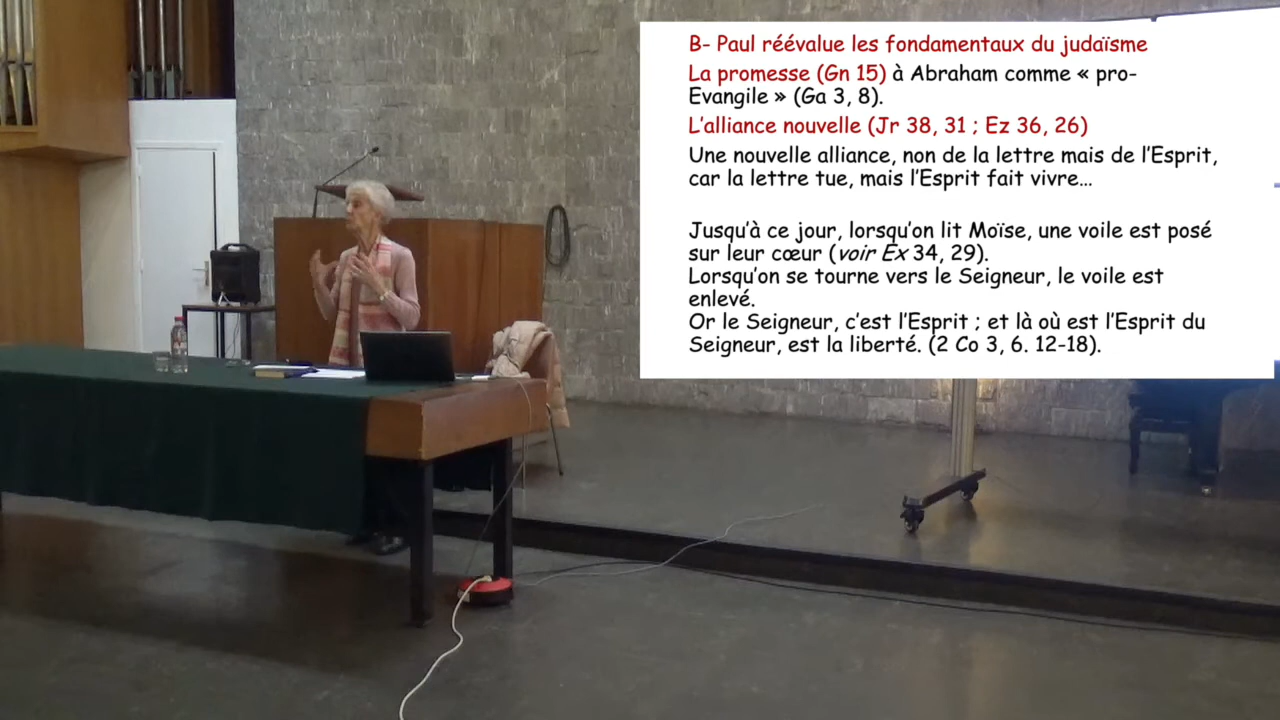 B- Paul réévalue les fondamentaux du judaïsme
La promesse (Gn 15) à Abraham comme « pro-
Evangile » (Ga 3, 8).
L'alliance nouvelle (Jr 38, 31 ; Ez 36, 26)
Une nouvelle alliance, non de la lettre mais de l'Esprit,
car la lettre tue, mais l'Esprit fait vivre…
Jusqu'à ce jour, lorsqu'on lit Moïse, une voile est posé
sur leur cœur (voir Ex 34, 29).
Lorsqu'on se tourne vers le Seigneur, le voile est
enlevé.
Or le Seigneur, c'est l'Esprit ; et là où est l'Esprit du
Seigneur, est la liberté. (2 Co 3, 6. 12-18).